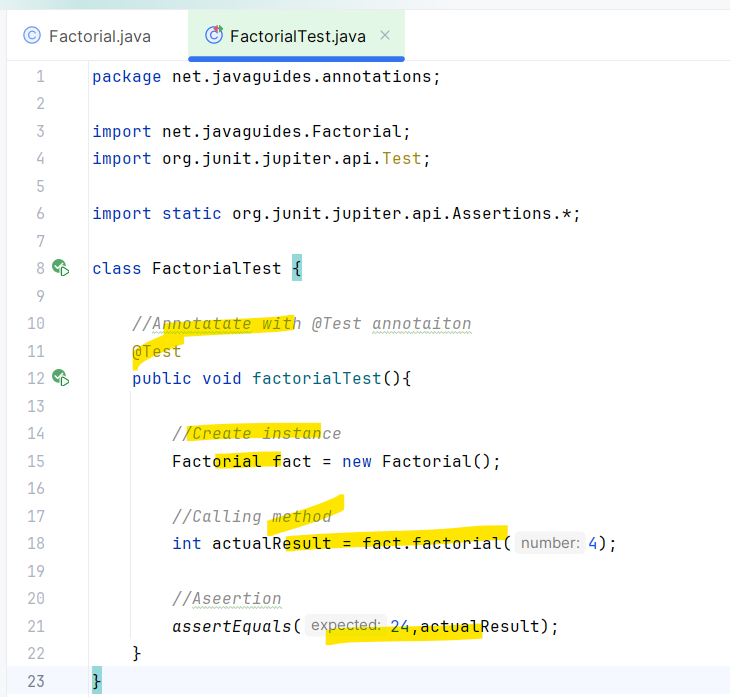 Factorial.java
FactorialTest.java
1 package net.javaguides.annotations;
2
3 import net.javaguides.Factorial;
4 import org.junit.jupiter.api.Test;
5
6 import static org.junit.jupiter.api.Assertions.*;
7
8 class FactorialTest {
9
10 //Annotatate with @Test annotaiton
11 @Test
12 public void factorialTest(){
13
14 //Create instance
15 Factorial fact = new Factorial();
16
17 //Calling method
18 int actualResult = fact.factorial( number: 4);
19
20 //Aseertion
21 assertEquals( expected: 24,actualResult);
22 }
23 }